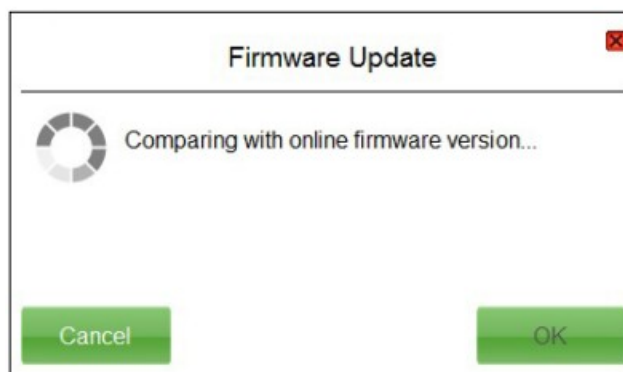 Firmware Update
Comparing with online firmware version...
Cancel
OK